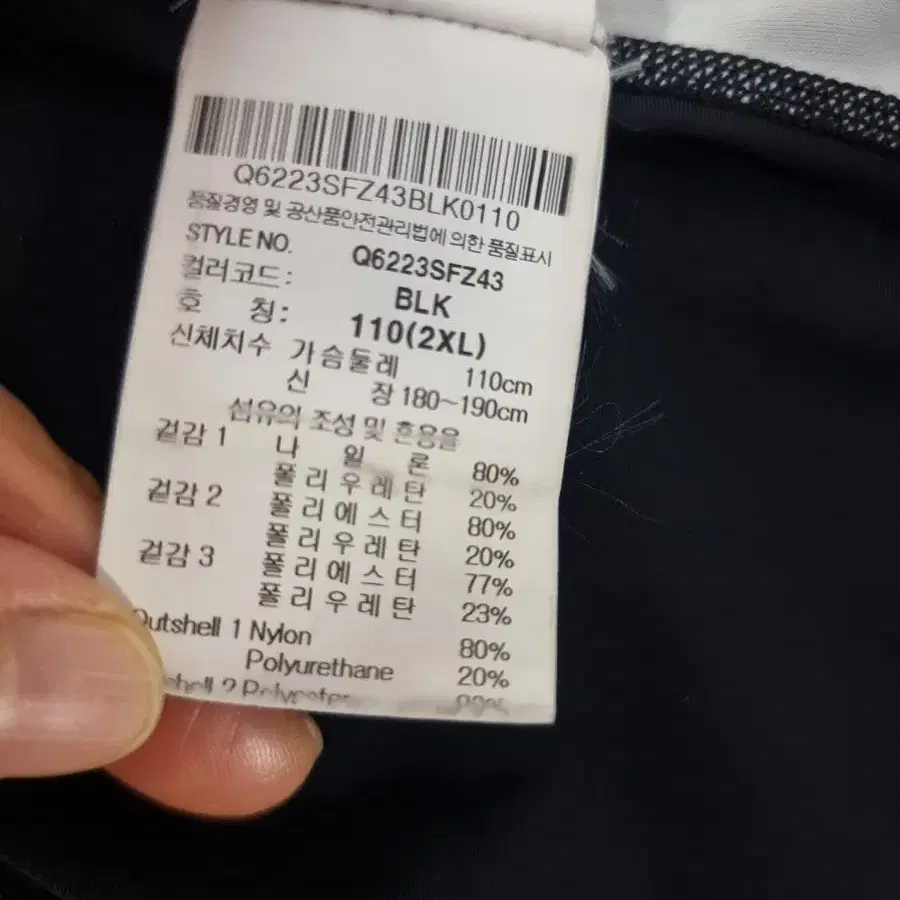 Q6223SFZ43BLK0110
품질경영 및 공산품안전관리법에 의한 품질표시
STYLE NO. Q6223SFZ43
컬러코드: BLK
호 칭: 110(2XL)
신체치수 가슴둘레 110cm
신 장 180~190cm
섬유의 조성 및 혼용율
겉감 1 나 일 론 80%
폴리우레탄 20%
겉감 2 폴리에스터 80%
폴리우레탄 20%
겉감 3 폴리에스터 77%
폴리우레탄 23%
Outshell 1 Nylon 80%
Polyurethane 20%
2 Polyester